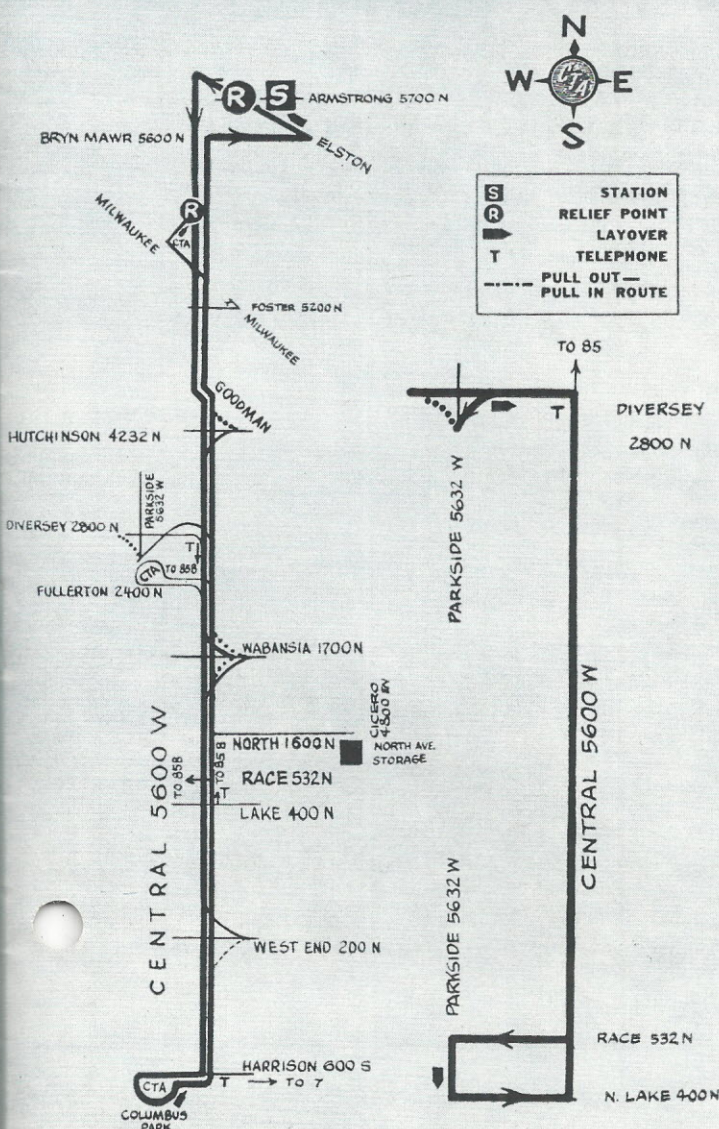 N
W CTA E
S
S STATION
R RELIEF POINT
LAYOVER
T TELEPHONE
PULL OUT—
PULL IN ROUTE
R S ARMSTRONG 5700 N
BRYN MAWR 5600 N
ELSTON
R
MILWAUKEE
CTA
FOSTER 5200 N
MILWAUKEE
GOODMAN
HUTCHINSON 4232 N
PARKSIDE
5632 W
DIVERSEY 2800 N
T
CTA TO 85B
FULLERTON 2400 N
WABANSIA 1700 N
CICERO
NORTH 1600 N
NORTH AVE.
STORAGE
TO 85B
TO 85B
RACE 532 N
T
LAKE 400 N
CENTRAL 5600 W
WEST END 200 N
HARRISON 600 S
CTA
T TO 7
COLUMBUS
PARK
TO 85
T
DIVERSEY
2800 N
PARKSIDE 5632 W
CENTRAL 5600 W
PARKSIDE 5632 W
RACE 532 N
N. LAKE 400 N